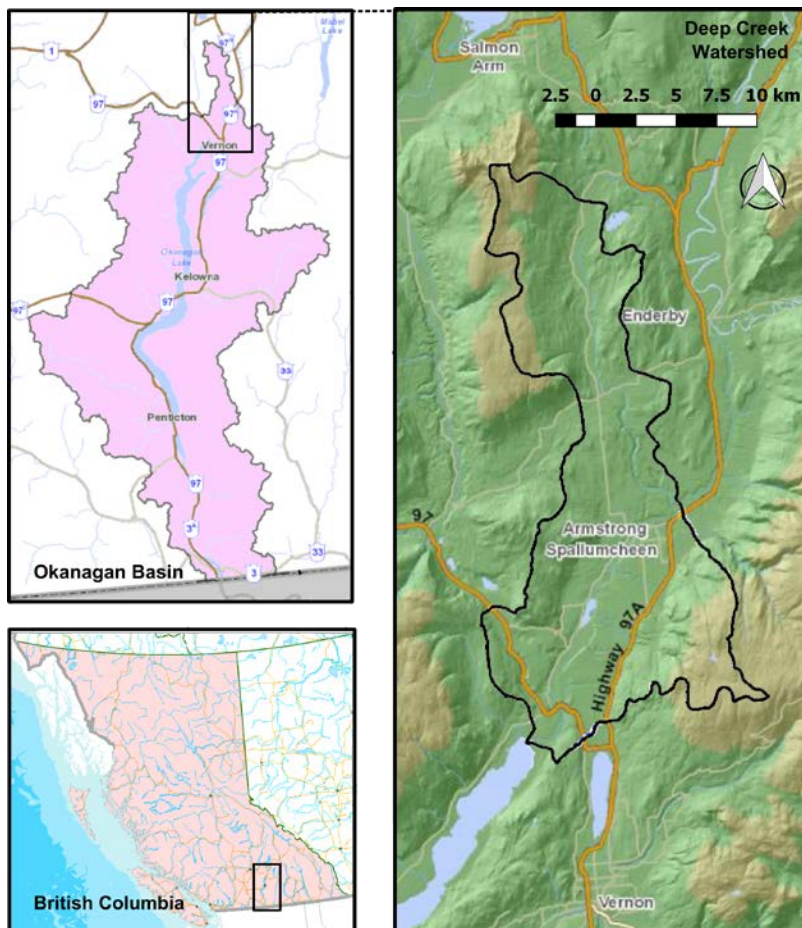 Mabel
Lake
1
97
97
Vernon
97
Okanagan
Lake
Kelowna
97
33
Penticton
97
3
33
3
Okanagan Basin
British Columbia
Deep Creek
Watershed
Salmon
Arm
2.5 0 2.5 5 7.5 10 km
Enderby
97
Armstrong
Spallumcheen
Highway 97A
Vernon